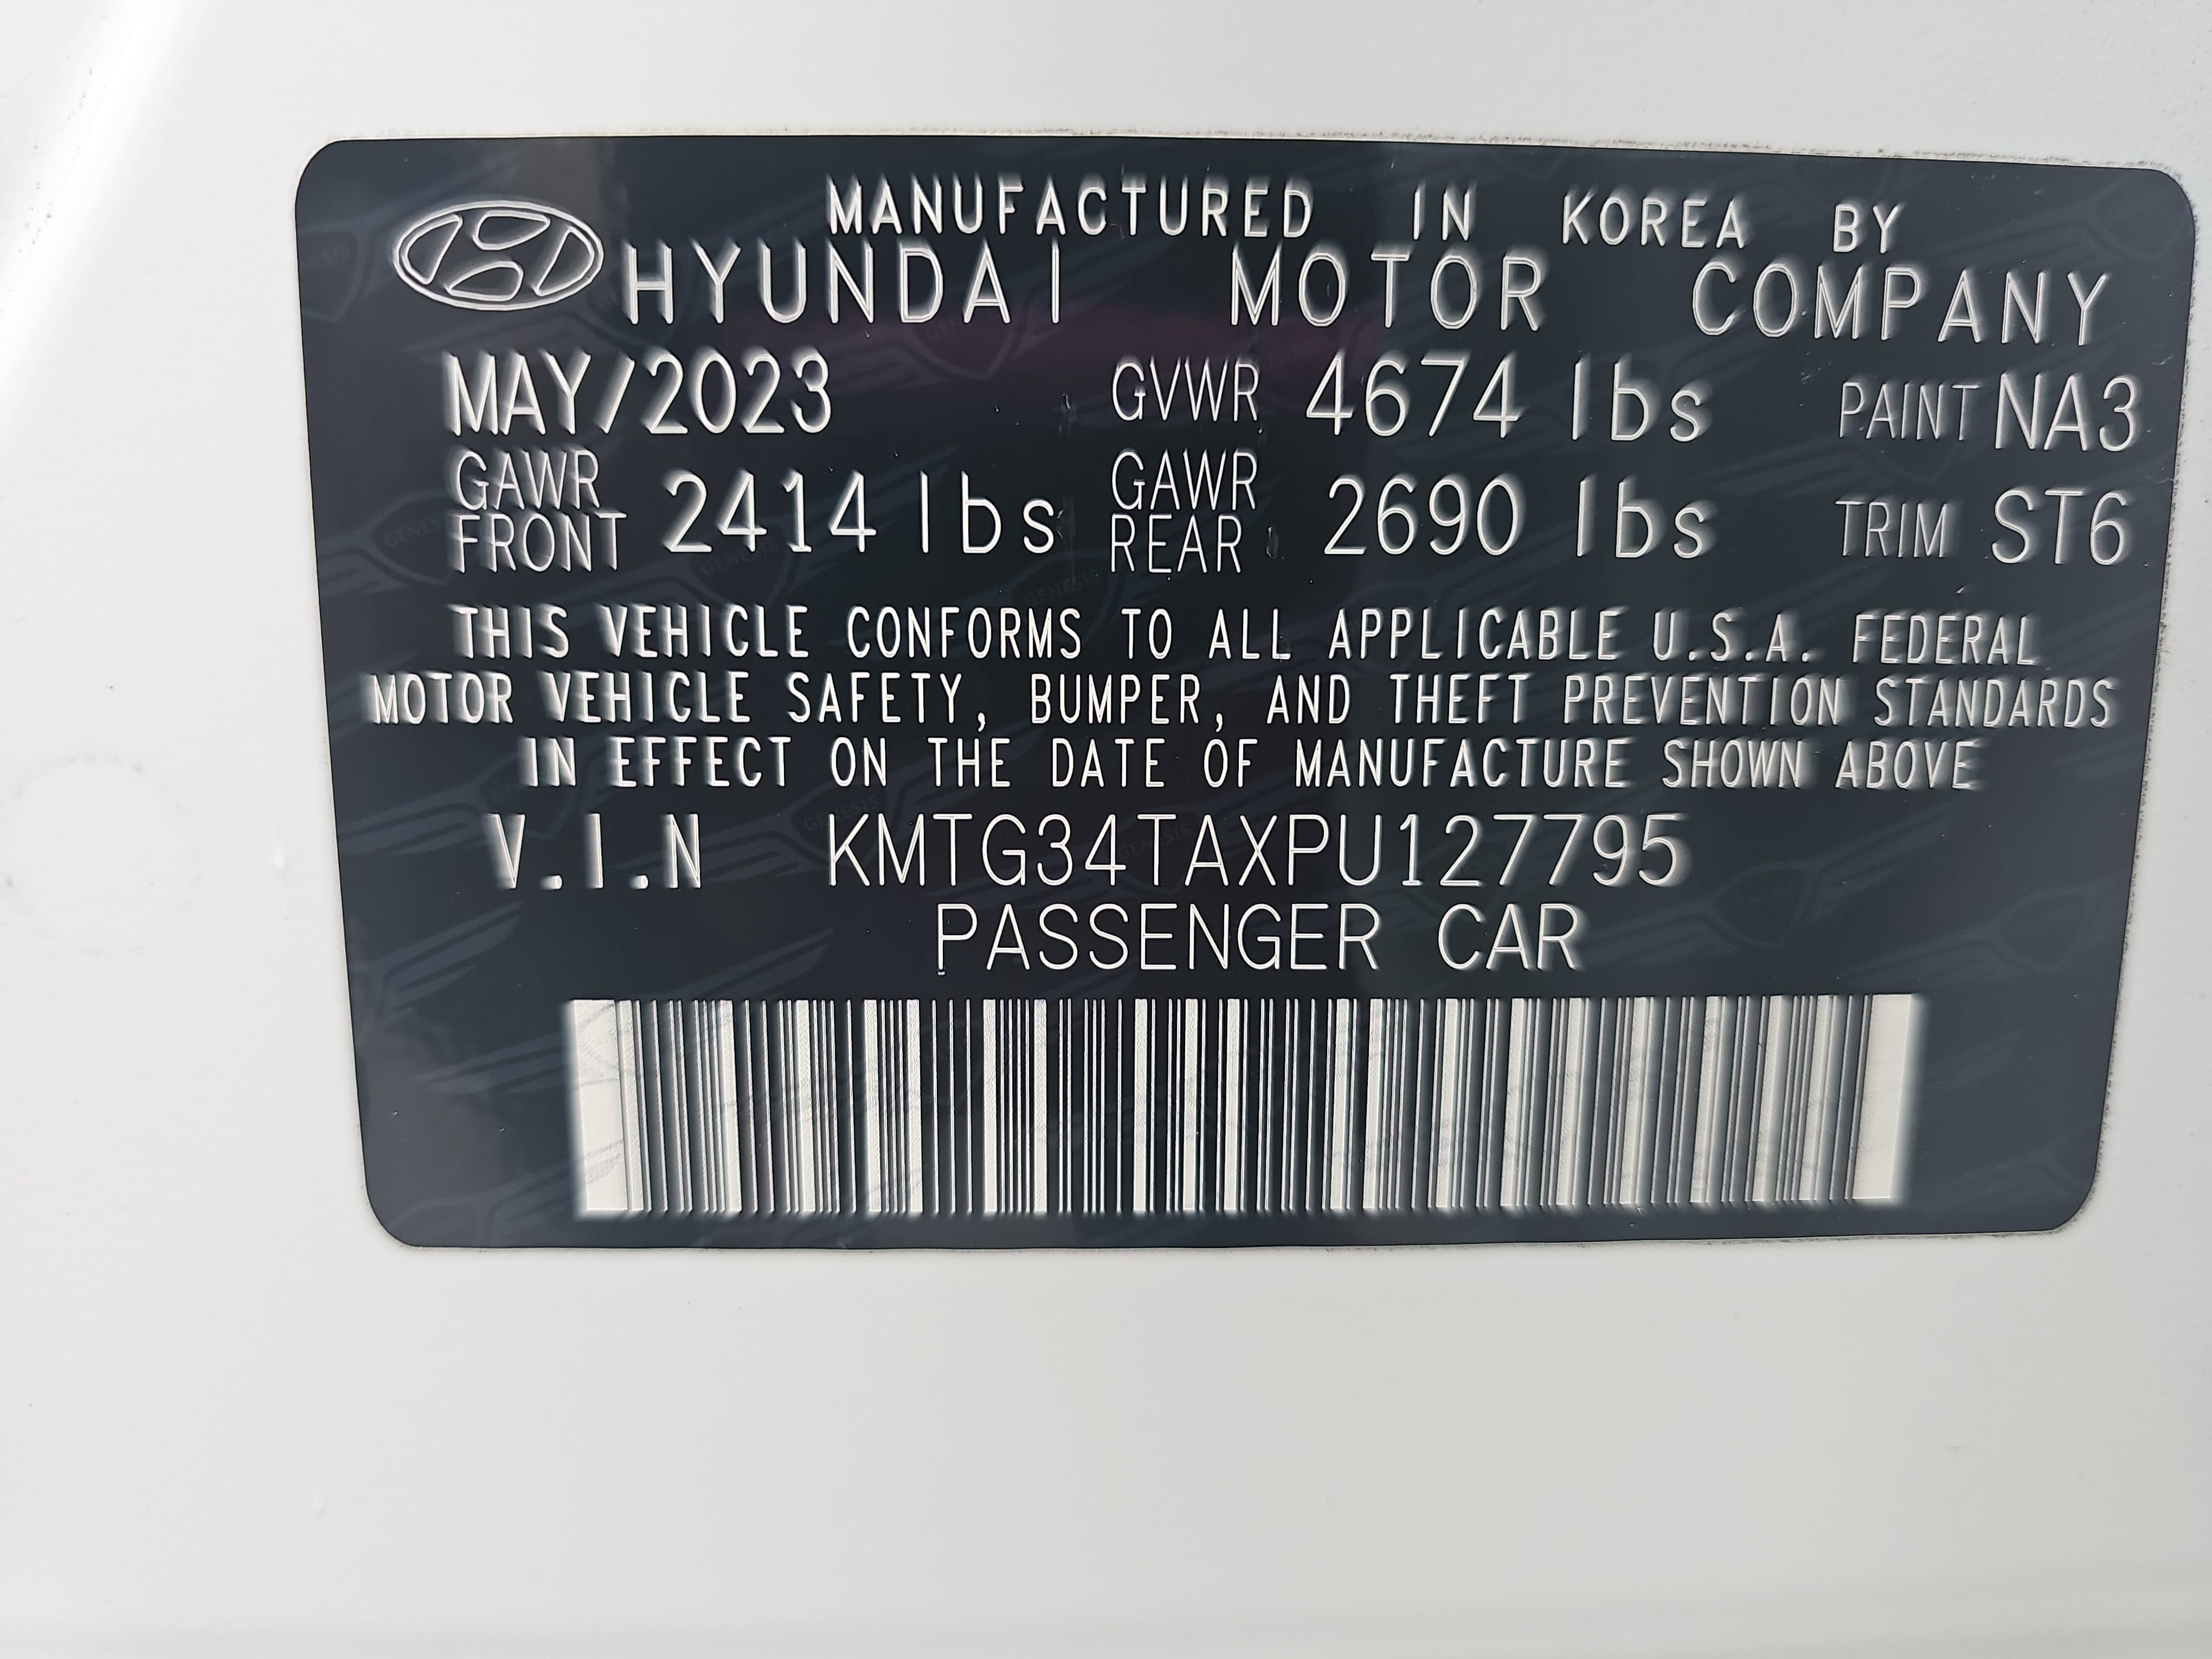 MANUFACTURED IN KOREA BY
HYUNDAI MOTOR COMPANY
MAY/2023 GVWR 4674 lbs PAINT NA3
GAWR FRONT 2414 lbs GAWR REAR 2690 lbs TRIM ST6
THIS VEHICLE CONFORMS TO ALL APPLICABLE U.S.A. FEDERAL
MOTOR VEHICLE SAFETY, BUMPER, AND THEFT PREVENTION STANDARDS
IN EFFECT ON THE DATE OF MANUFACTURE SHOWN ABOVE
V.I.N KMTG34TAXPU127795
PASSENGER CAR